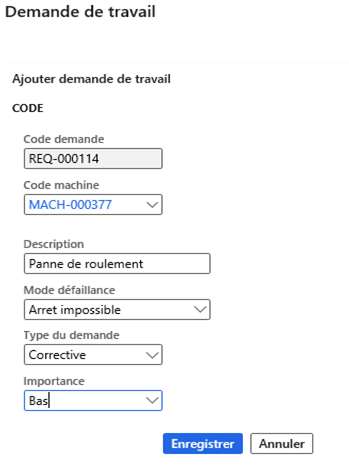 Demande de travail
Ajouter demande de travail
CODE
Code demande
REQ-000114
Code machine
MACH-000377
Description
Panne de roulement
Mode défaillance
Arret impossible
Type du demande
Corrective
Importance
Bas
Enregistrer Annuler